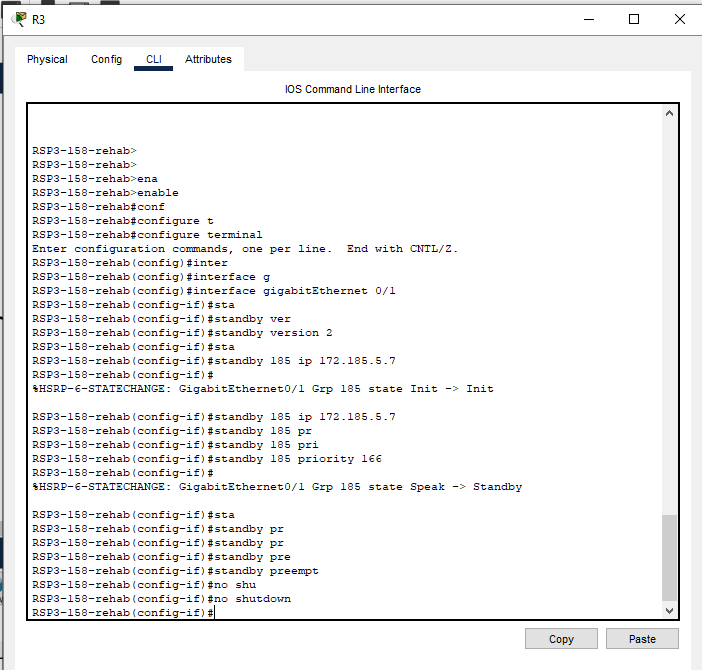 R3
Physical Config CLI Attributes
IOS Command Line Interface
RSP3-158-rehab>
RSP3-158-rehab>
RSP3-158-rehab>ena
RSP3-158-rehab>enable
RSP3-158-rehab#conf
RSP3-158-rehab#configure t
RSP3-158-rehab#configure terminal
Enter configuration commands, one per line.  End with CNTL/Z.
RSP3-158-rehab(config)#inter
RSP3-158-rehab(config)#interface g
RSP3-158-rehab(config)#interface gigabitEthernet 0/1
RSP3-158-rehab(config-if)#sta
RSP3-158-rehab(config-if)#standby ver
RSP3-158-rehab(config-if)#standby version 2
RSP3-158-rehab(config-if)#sta
RSP3-158-rehab(config-if)#standby 185 ip 172.185.5.7
RSP3-158-rehab(config-if)#
%HSRP-6-STATECHANGE: GigabitEthernet0/1 Grp 185 state Init -> Init
RSP3-158-rehab(config-if)#standby 185 ip 172.185.5.7
RSP3-158-rehab(config-if)#standby 185 pr
RSP3-158-rehab(config-if)#standby 185 pri
RSP3-158-rehab(config-if)#standby 185 priority 166
RSP3-158-rehab(config-if)#
%HSRP-6-STATECHANGE: GigabitEthernet0/1 Grp 185 state Speak -> Standby
RSP3-158-rehab(config-if)#sta
RSP3-158-rehab(config-if)#standby pr
RSP3-158-rehab(config-if)#standby pr
RSP3-158-rehab(config-if)#standby pre
RSP3-158-rehab(config-if)#standby preempt
RSP3-158-rehab(config-if)#no shu
RSP3-158-rehab(config-if)#no shutdown
RSP3-158-rehab(config-if)#
Copy Paste